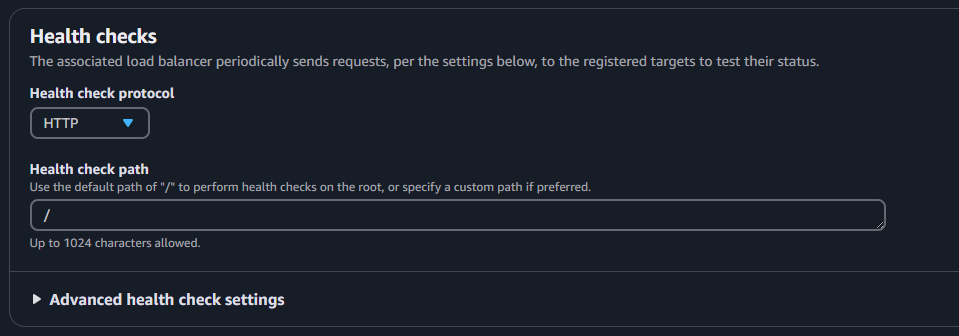 Health checks
The associated load balancer periodically sends requests, per the settings below, to the registered targets to test their status.
Health check protocol
HTTP
Health check path
Use the default path of "/" to perform health checks on the root, or specify a custom path if preferred.
/
Up to 1024 characters allowed.
Advanced health check settings